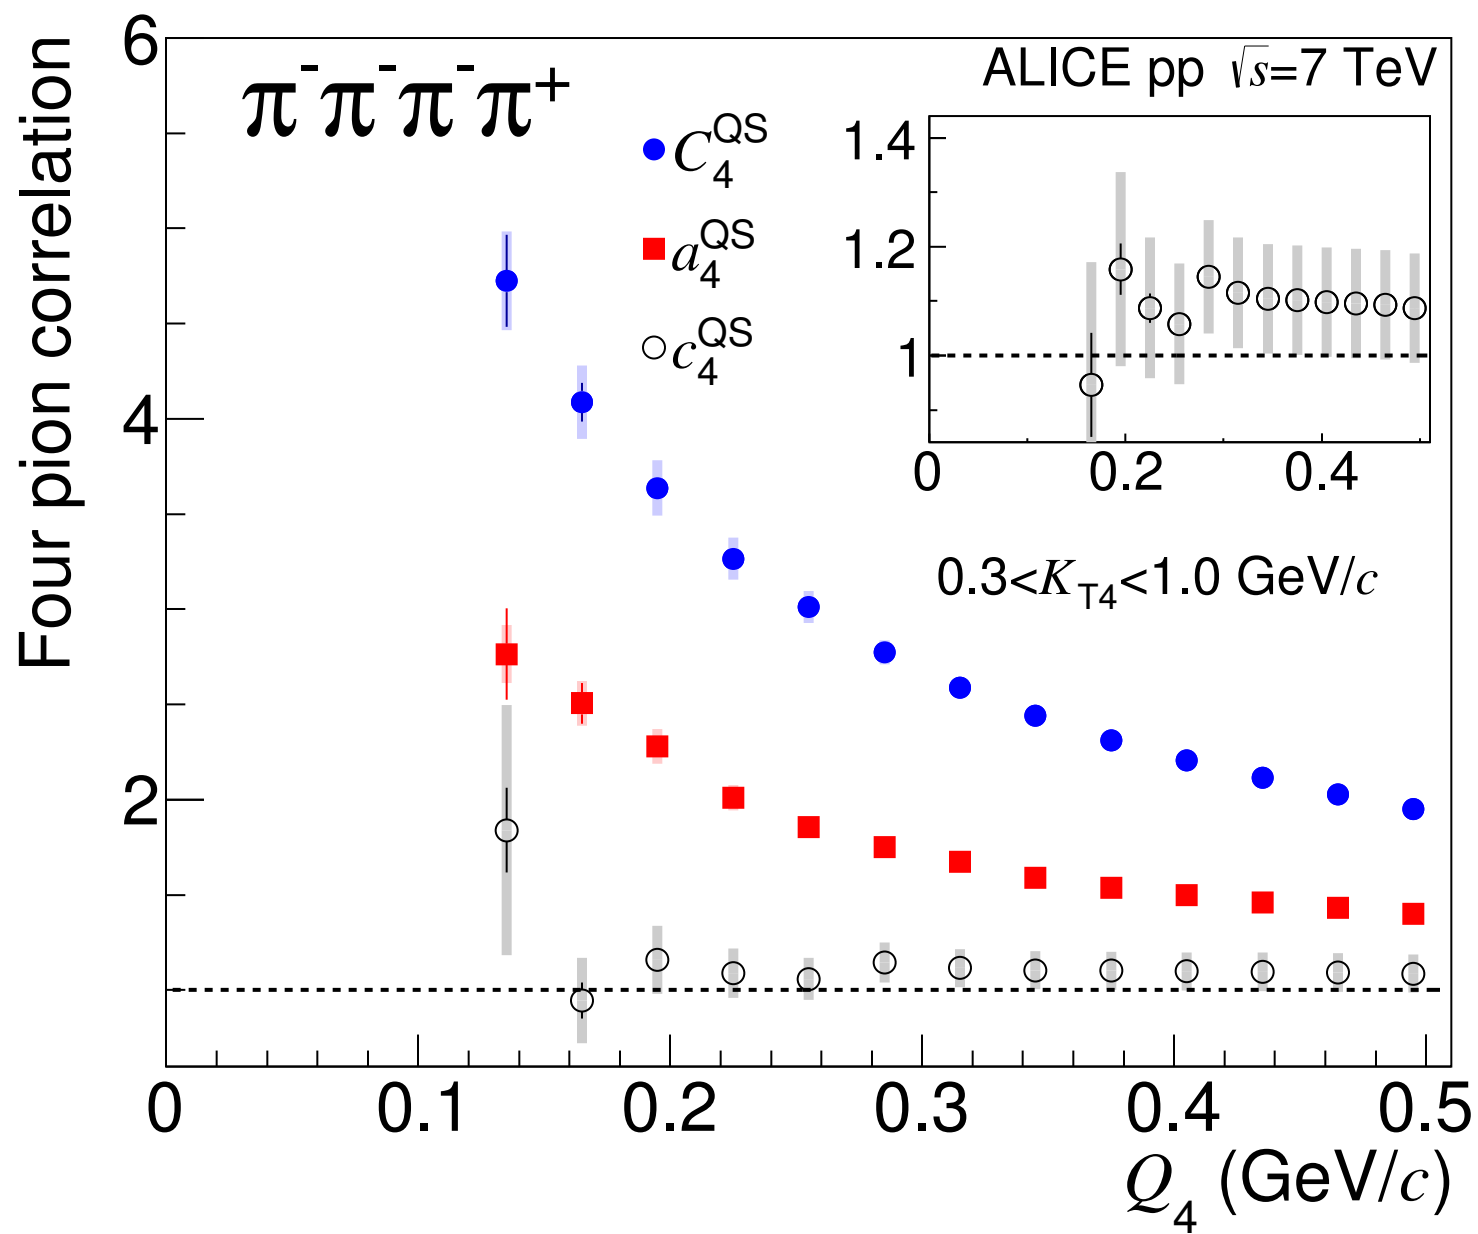 Four pion correlation
6
4
2
π⁻π⁻π⁻π⁺
C₄^QS
a₄^QS
c₄^QS
ALICE pp √s=7 TeV
1.4
1.2
1
0 0.2 0.4
0.3<K_T4<1.0 GeV/c
0 0.1 0.2 0.3 0.4 0.5
Q₄ (GeV/c)